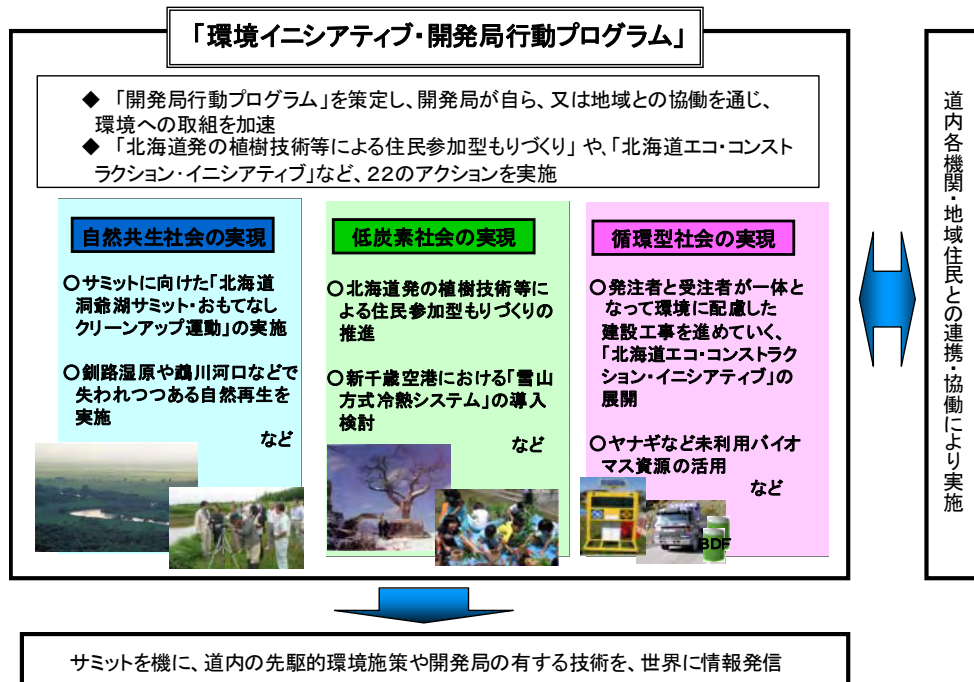 「環境イニシアティブ・開発局行動プログラム」
◆ 「開発局行動プログラム」を策定し、開発局が自ら、又は地域との協働を通じ、
環境への取組を加速
◆ 「北海道発の植樹技術等による住民参加型もりづくり」 や、「北海道エコ・コンスト
ラクション・イニシアティブ」など、22のアクションを実施
自然共生社会の実現
○サミットに向けた「北海道
洞爺湖サミット・おもてなし
クリーンアップ運動」の実施
○釧路湿原や鵡川河口などで
失われつつある自然再生を
実施
など
低炭素社会の実現
○北海道発の植樹技術等に
よる住民参加型もりづくりの
推進
○新千歳空港における「雪山
方式冷熱システム」の導入
検討
など
循環型社会の実現
○発注者と受注者が一体と
なって環境に配慮した
建設工事を進めていく、
「北海道エコ・コンストラク
ション・イニシアティブ」の
展開
○ヤナギなど未利用バイオ
マス資源の活用
など
BDF
道内各機関・地域住民との連携・協働により実施
サミットを機に、道内の先駆的環境施策や開発局の有する技術を、世界に情報発信